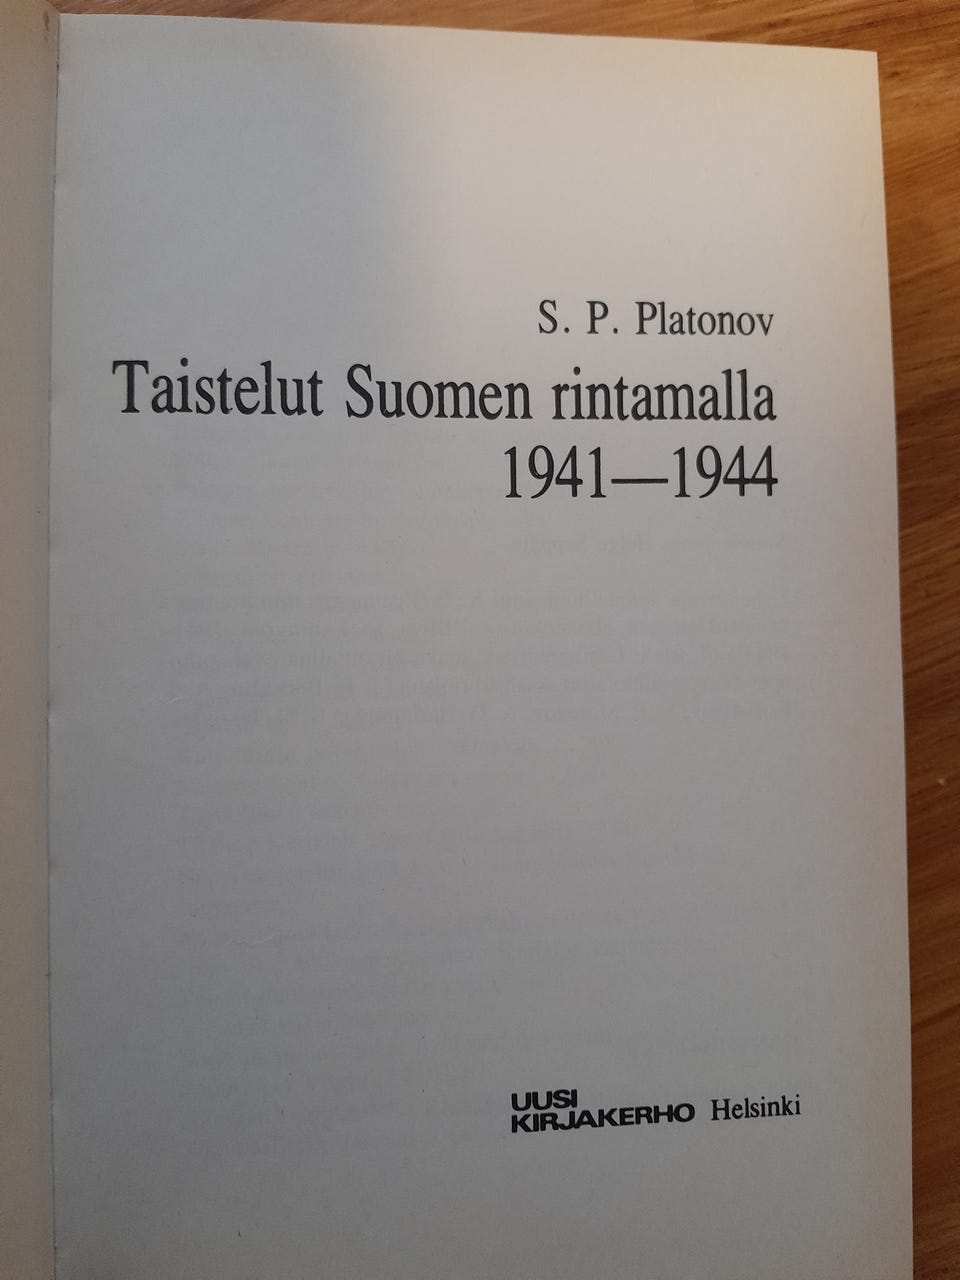 S. P. Platonov
Taistelut Suomen rintamalla
1941—1944
UUSI
KIRJAKERHO Helsinki